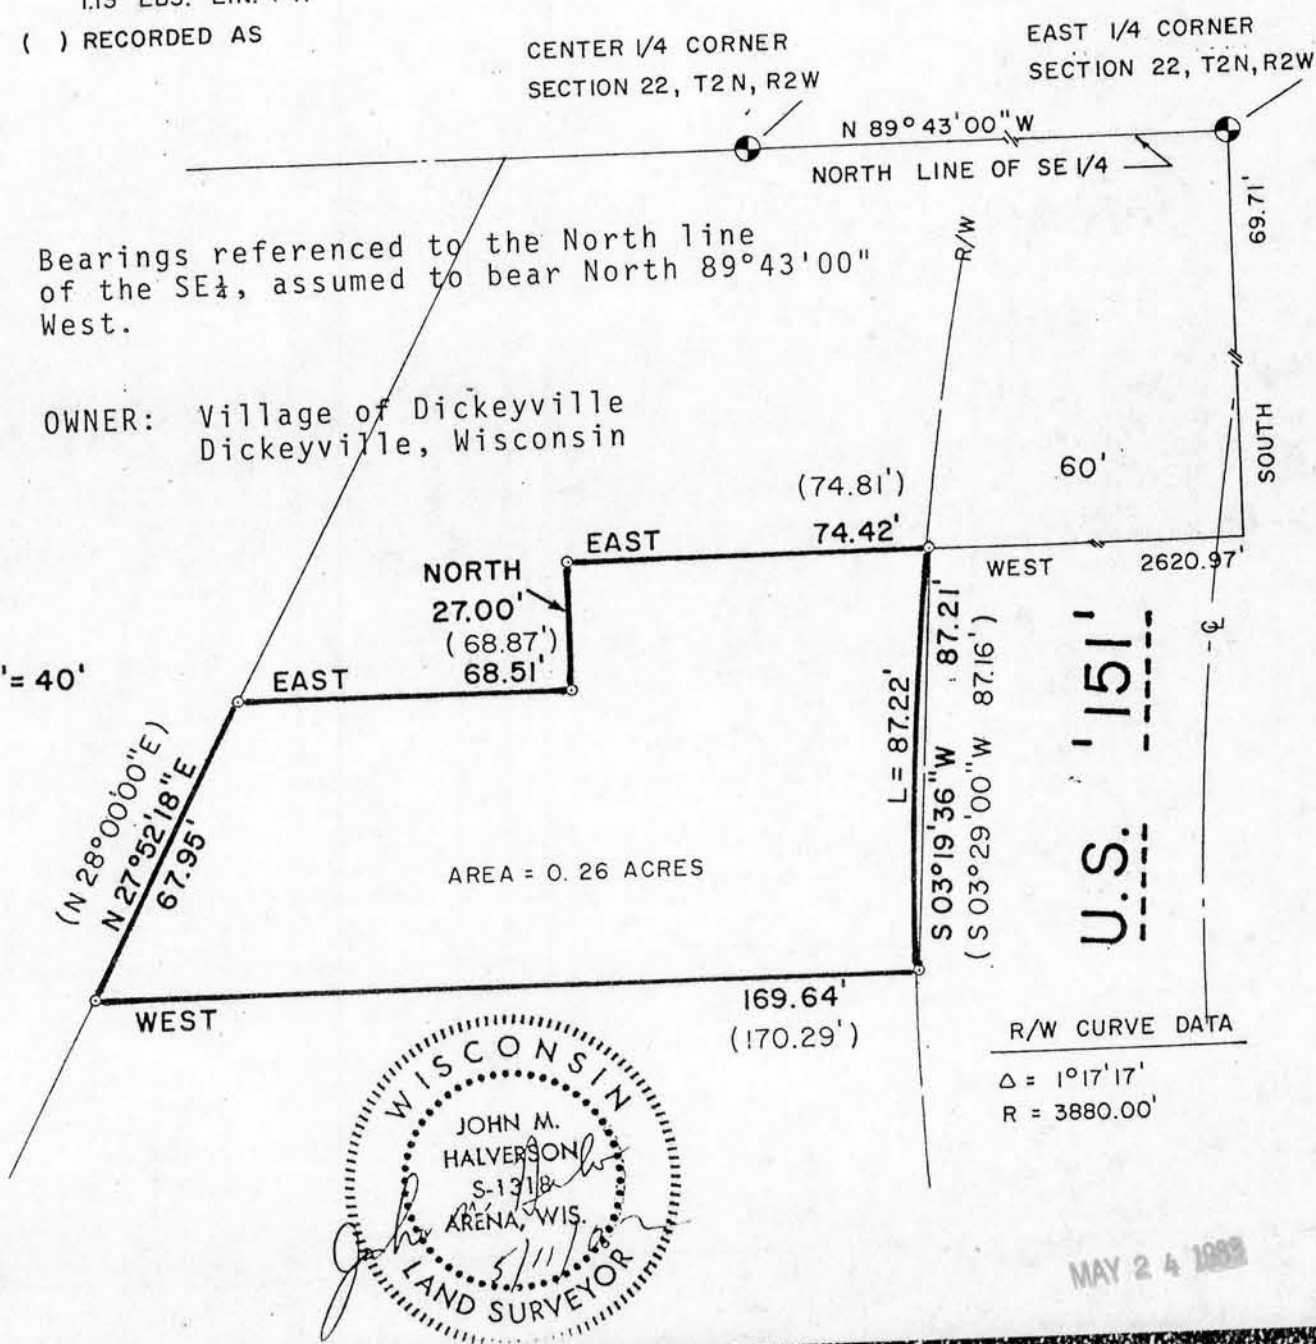 1.13 LBS. LIN.
( ) RECORDED AS
CENTER 1/4 CORNER
SECTION 22, T2N, R2W
EAST 1/4 CORNER
SECTION 22, T2N, R2W
N 89°43'00"W
NORTH LINE OF SE 1/4
69.71'
R/W
Bearings referenced to the North line
of the SE¼, assumed to bear North 89°43'00"
West.
OWNER: Village of Dickeyville
Dickeyville, Wisconsin
SOUTH
60'
(74.81')
EAST 74.42'
WEST 2620.97'
NORTH
27.00'
(68.87')
EAST 68.51'
'= 40'
(N 28°00'00"E)
N 27°52'18"E
67.95'
L = 87.22'
S 03°19'36"W 87.21'
(S 03°29'00"W 87.16')
U.S. '151'
℄
AREA = 0.26 ACRES
WEST
169.64'
(170.29')
R/W CURVE DATA
Δ = 1°17'17'
R = 3880.00'
WISCONSIN
JOHN M.
HALVERSON
S-1318
ARENA, WIS.
LAND SURVEYOR
MAY 24